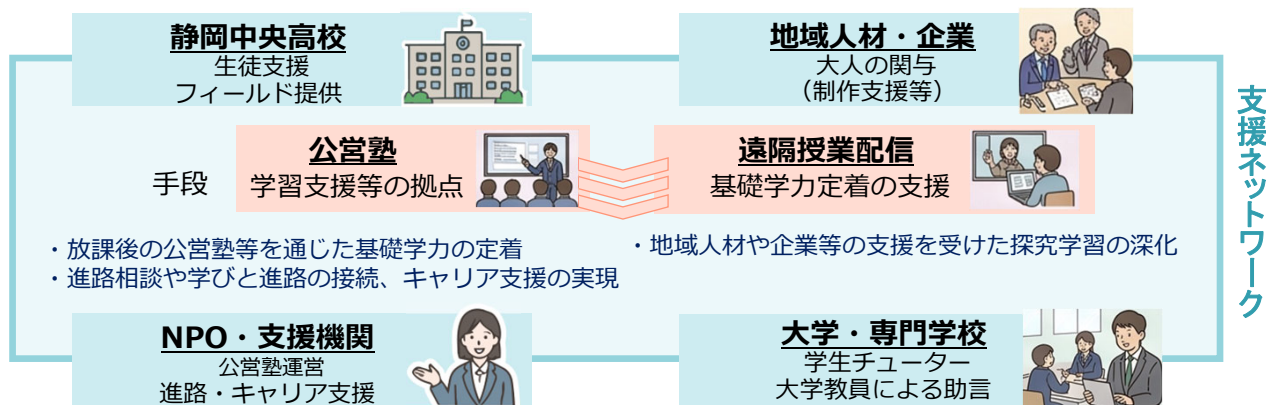 静岡中央高校
生徒支援
フィールド提供
地域人材・企業
大人の関与
（制作支援等）
支援ネットワーク
手段
公営塾
学習支援等の拠点
遠隔授業配信
基礎学力定着の支援
・放課後の公営塾等を通じた基礎学力の定着
・進路相談や学びと進路の接続、キャリア支援の実現
・地域人材や企業等の支援を受けた探究学習の深化
NPO・支援機関
公営塾運営
進路・キャリア支援
大学・専門学校
学生チューター
大学教員による助言